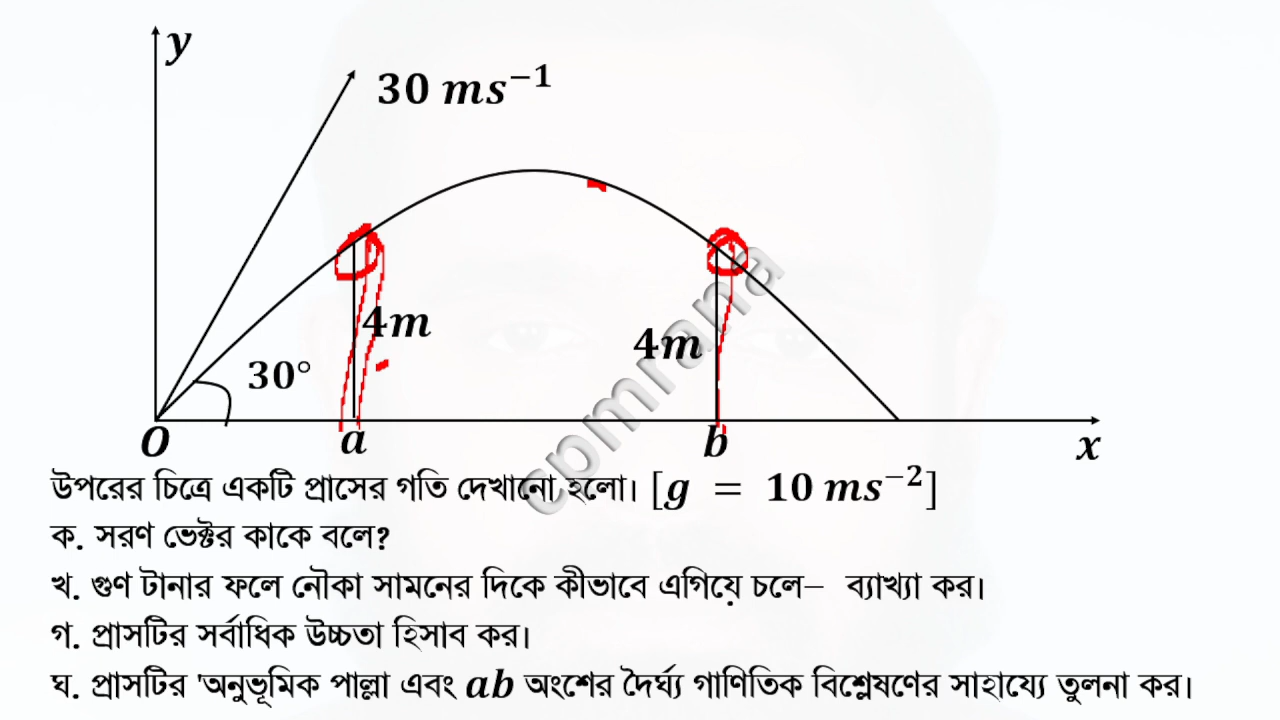 y
30 ms⁻¹
4m
4m
30°
O
a
b
x
cpmrana
উপরের চিত্রে একটি প্রাসের গতি দেখানো হলো। [g = 10 ms⁻²]
ক. সরণ ভেক্টর কাকে বলে?
খ. গুণ টানার ফলে নৌকা সামনের দিকে কীভাবে এগিয়ে চলে– ব্যাখ্যা কর।
গ. প্রাসটির সর্বাধিক উচ্চতা হিসাব কর।
ঘ. প্রাসটির 'অনুভূমিক পাল্লা এবং ab অংশের দৈর্ঘ্য গাণিতিক বিশ্লেষণের সাহায্যে তুলনা কর।